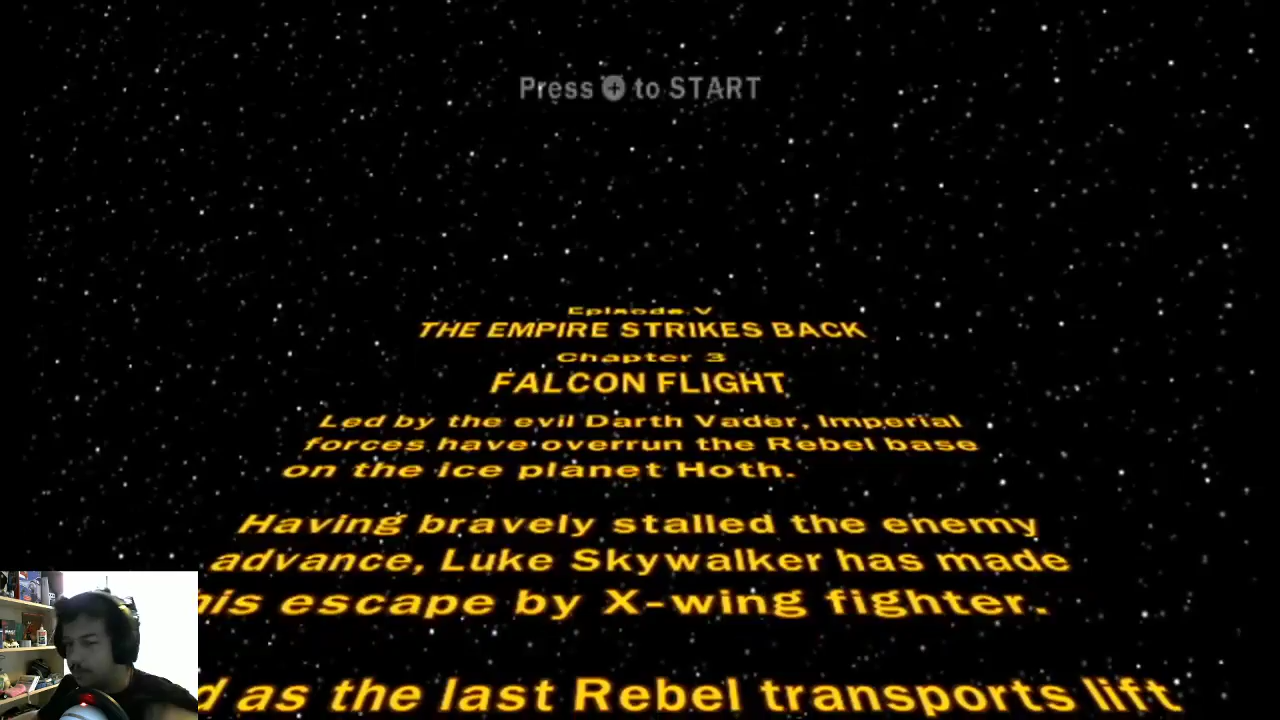 Press + to START
Episode V
THE EMPIRE STRIKES BACK
Chapter 3
FALCON FLIGHT
Led by the evil Darth Vader, Imperial
forces have overrun the Rebel base
on the ice planet Hoth.
Having bravely stalled the enemy
advance, Luke Skywalker has made
his escape by X-wing fighter.
as the last Rebel transports lift